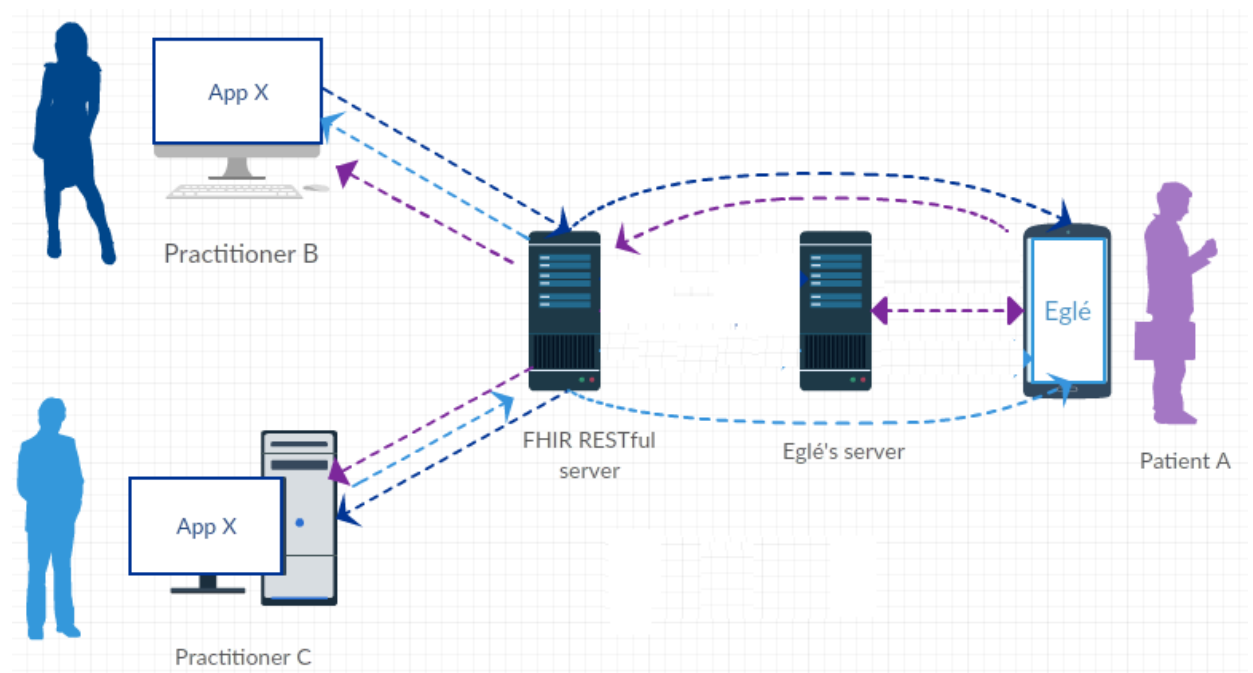 App X
Practitioner B
Eglé
FHIR RESTful
server
Eglé's server
Patient A
App X
Practitioner C